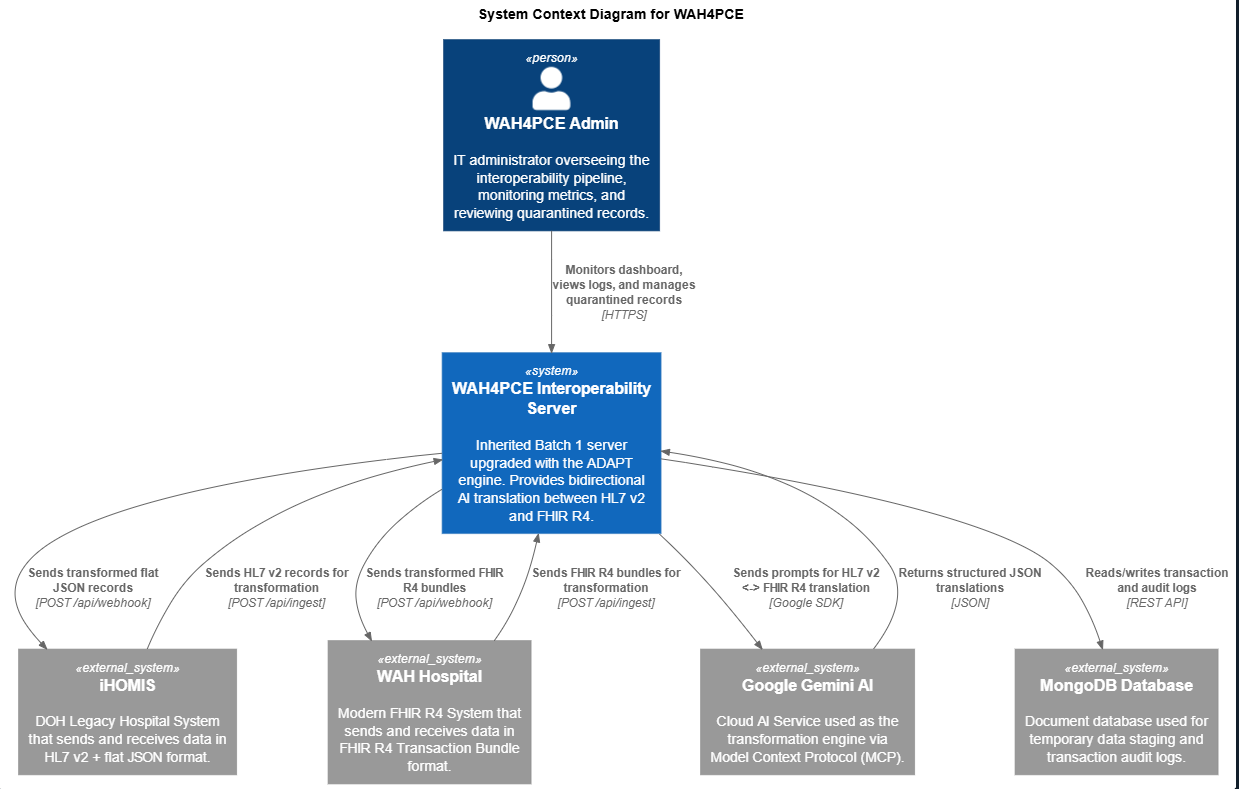 System Context Diagram for WAH4PCE
«person»
WAH4PCE Admin
IT administrator overseeing the
interoperability pipeline,
monitoring metrics, and
reviewing quarantined records.
Monitors dashboard,
views logs, and manages
quarantined records
[HTTPS]
«system»
WAH4PCE Interoperability
Server
Inherited Batch 1 server
upgraded with the ADAPT
engine. Provides bidirectional
AI translation between HL7 v2
and FHIR R4.
Sends transformed flat
JSON records
[POST /api/webhook]
Sends HL7 v2 records for
transformation
[POST /api/ingest]
Sends transformed FHIR
R4 bundles
[POST /api/webhook]
Sends FHIR R4 bundles for
transformation
[POST /api/ingest]
Sends prompts for HL7 v2
<-> FHIR R4 translation
[Google SDK]
Returns structured JSON
translations
[JSON]
Reads/writes transaction
and audit logs
[REST API]
«external_system»
iHOMIS
DOH Legacy Hospital System
that sends and receives data in
HL7 v2 + flat JSON format.
«external_system»
WAH Hospital
Modern FHIR R4 System that
sends and receives data in
FHIR R4 Transaction Bundle
format.
«external_system»
Google Gemini AI
Cloud AI Service used as the
transformation engine via
Model Context Protocol (MCP).
«external_system»
MongoDB Database
Document database used for
temporary data staging and
transaction audit logs.